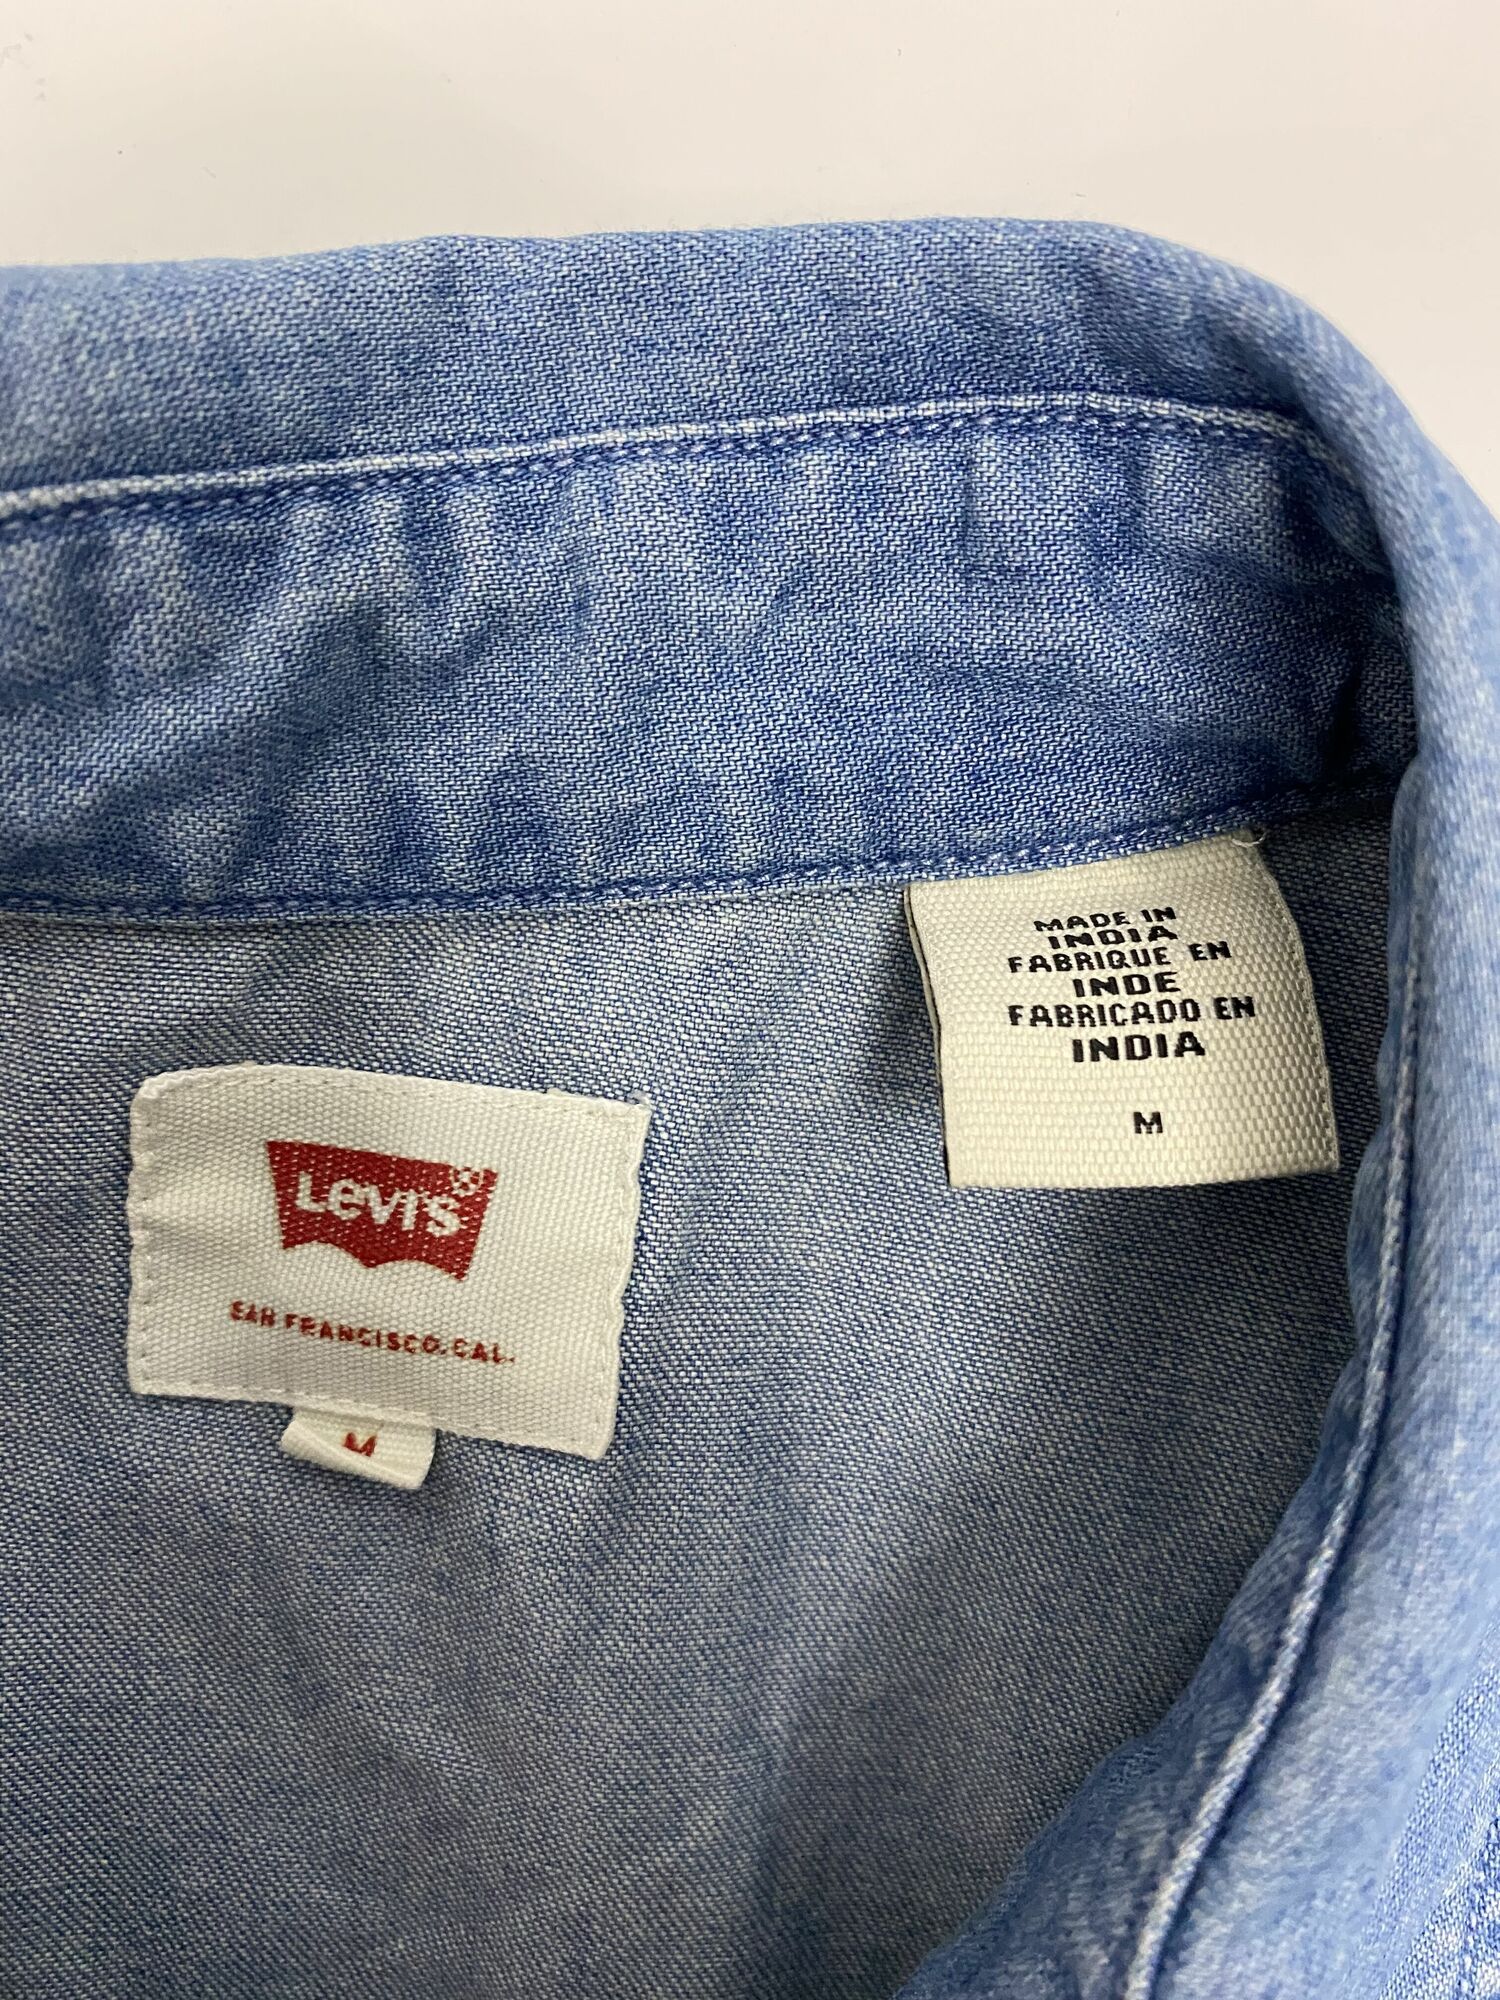 MADE IN
INDIA
FABRIQUE EN
INDE
FABRICADO EN
INDIA
M
LEVI'S®
SAN FRANCISCO, CAL.
M